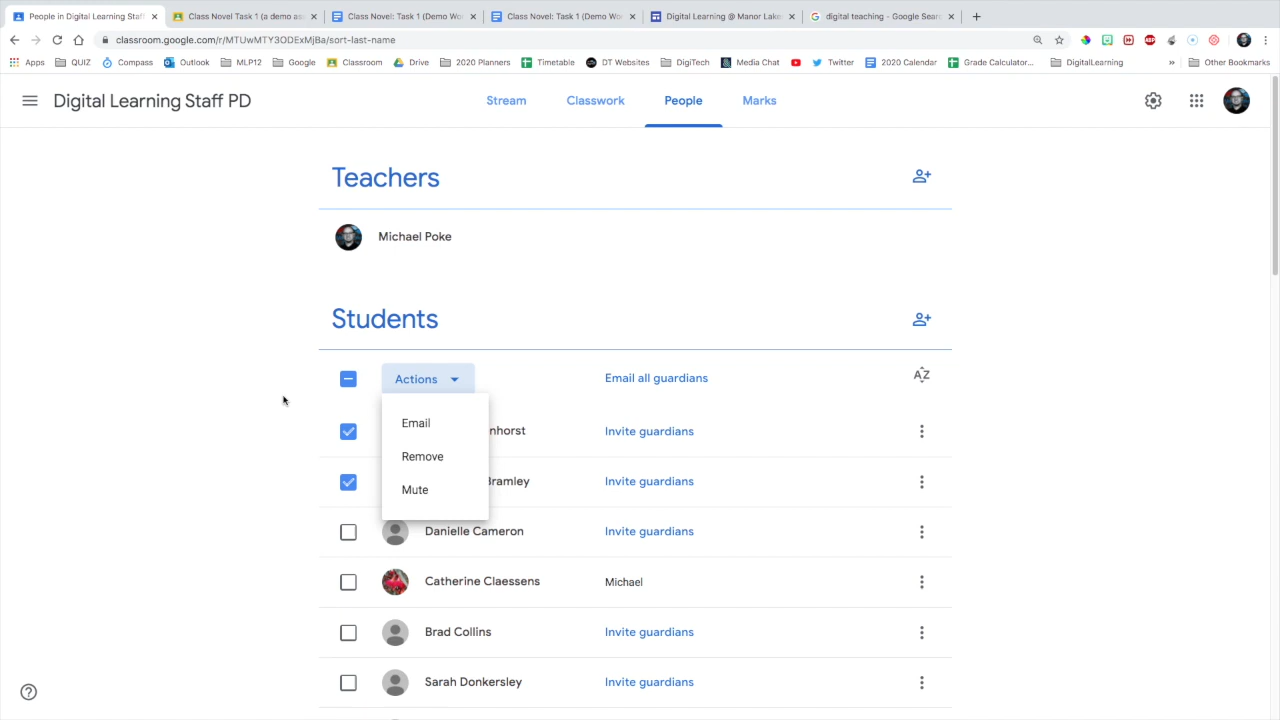 People in Digital Learning Staff
Class Novel Task 1 (a demo ass
Class Novel: Task 1 (Demo Wo
Class Novel: Task 1 (Demo Wo
Digital Learning @ Manor Lake
digital teaching - Google Sear
classroom.google.com/r/MTUwMTY3ODExMjBa/sort-last-name
Apps
QUIZ
Compass
Outlook
MLP12
Google
Classroom
Drive
2020 Planners
Timetable
DT Websites
DigiTech
Media Chat
Twitter
2020 Calendar
Grade Calculator...
DigitalLearning
»
Other Bookmarks
Digital Learning Staff PD
Stream
Classwork
People
Marks
Teachers
Michael Poke
Students
Actions
Email all guardians
AZ
Email
Remove
Mute
nhorst
Invite guardians
Bramley
Invite guardians
Danielle Cameron
Invite guardians
Catherine Claessens
Michael
Brad Collins
Invite guardians
Sarah Donkersley
Invite guardians